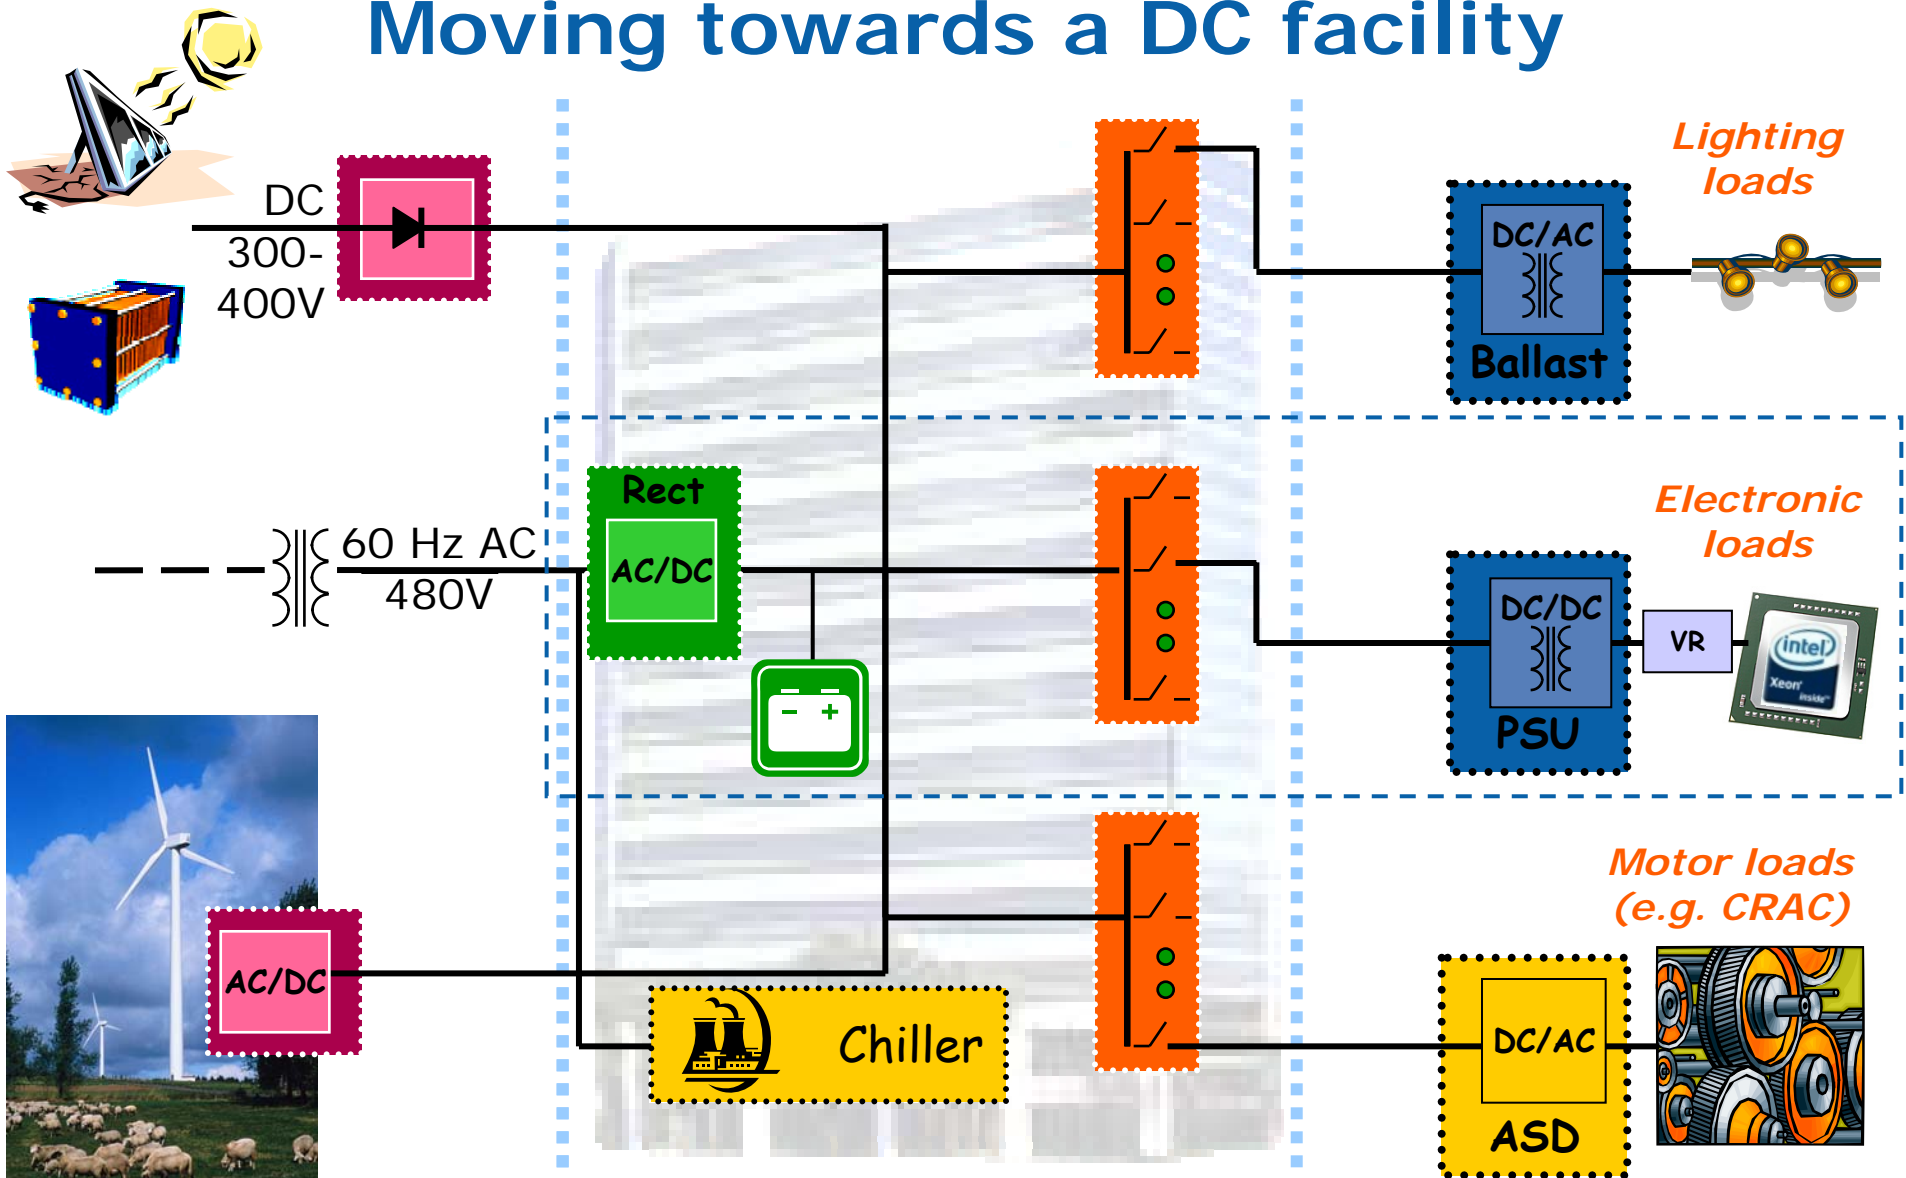 Moving towards a DC facility
Lighting
loads
DC
300-
400V
DC/AC
Ballast
Rect
AC/DC
60 Hz AC
480V
- +
Electronic
loads
DC/DC
PSU
VR
intel
Xeon
inside™
Motor loads
(e.g. CRAC)
AC/DC
Chiller
DC/AC
ASD